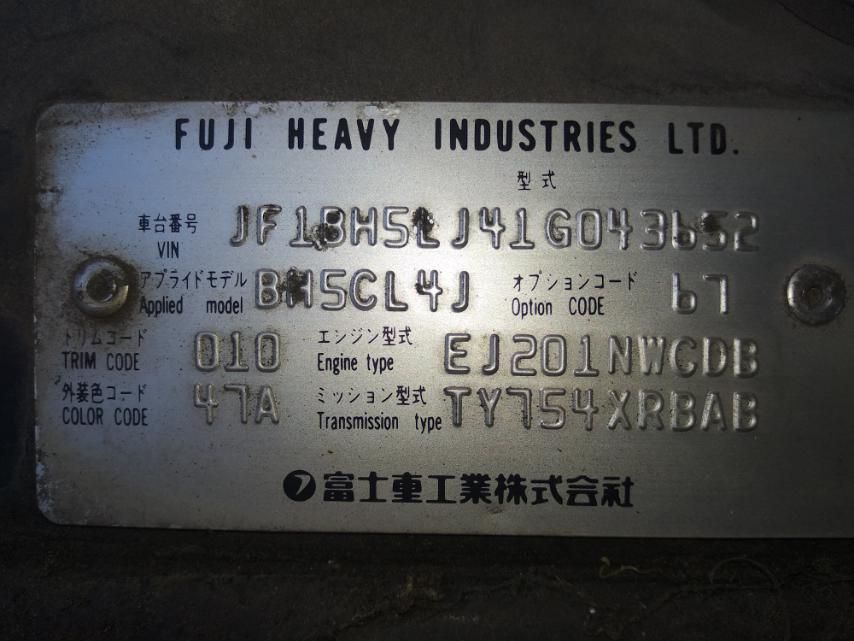 FUJI HEAVY INDUSTRIES LTD.
型式
車台番号 VIN JF1BH5LJ41G043652
アプライドモデル Applied model BH5CL4J オプションコード Option CODE 67
トリムコード TRIM CODE 010 エンジン型式 Engine type EJ201NWCDB
外装色コード COLOR CODE 47A ミッション型式 Transmission type TY754XRBAB
富士重工業株式会社